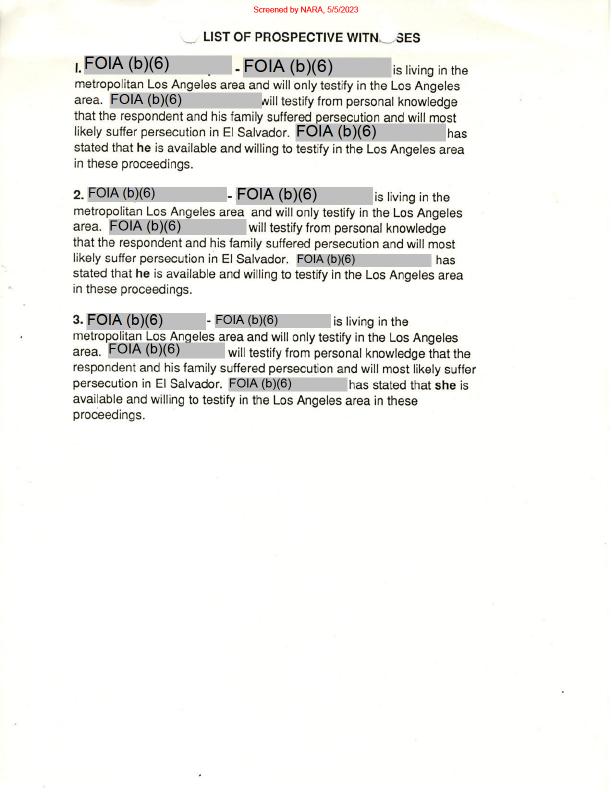 Screened by NARA, 5/5/2023
LIST OF PROSPECTIVE WITN SES
1. FOIA (b)(6) - FOIA (b)(6) is living in the
metropolitan Los Angeles area and will only testify in the Los Angeles
area. FOIA (b)(6) will testify from personal knowledge
that the respondent and his family suffered persecution and will most
likely suffer persecution in El Salvador. FOIA (b)(6) has
stated that he is available and willing to testify in the Los Angeles area
in these proceedings.
2. FOIA (b)(6) - FOIA (b)(6) is living in the
metropolitan Los Angeles area and will only testify in the Los Angeles
area. FOIA (b)(6) will testify from personal knowledge
that the respondent and his family suffered persecution and will most
likely suffer persecution in El Salvador. FOIA (b)(6) has
stated that he is available and willing to testify in the Los Angeles area
in these proceedings.
3. FOIA (b)(6) - FOIA (b)(6) is living in the
metropolitan Los Angeles area and will only testify in the Los Angeles
area. FOIA (b)(6) will testify from personal knowledge that the
respondent and his family suffered persecution and will most likely suffer
persecution in El Salvador. FOIA (b)(6) has stated that she is
available and willing to testify in the Los Angeles area in these
proceedings.